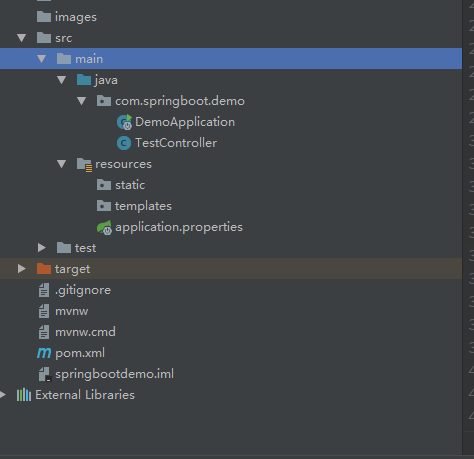 images
src
main
java
com.springboot.demo
DemoApplication
TestController
resources
static
templates
application.properties
test
target
.gitignore
mvnw
mvnw.cmd
pom.xml
springbootdemo.iml
External Libraries